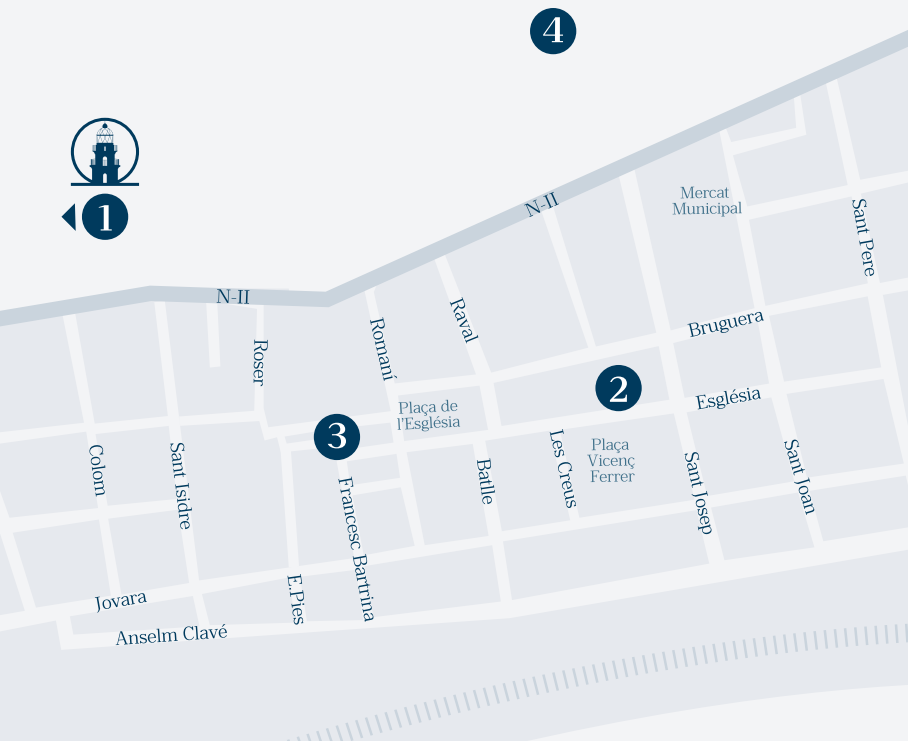 4
1
N-II
Mercat
Municipal
Sant Pere
N-II
Roser
Romaní
Raval
Bruguera
2
Església
3
Plaça de
l'Església
Colom
Sant Isidre
Francesc Bartrina
Batlle
Les Creus
Plaça
Vicenç
Ferrer
Sant Josep
Sant Joan
Jovara
E.Pies
Anselm Clavé